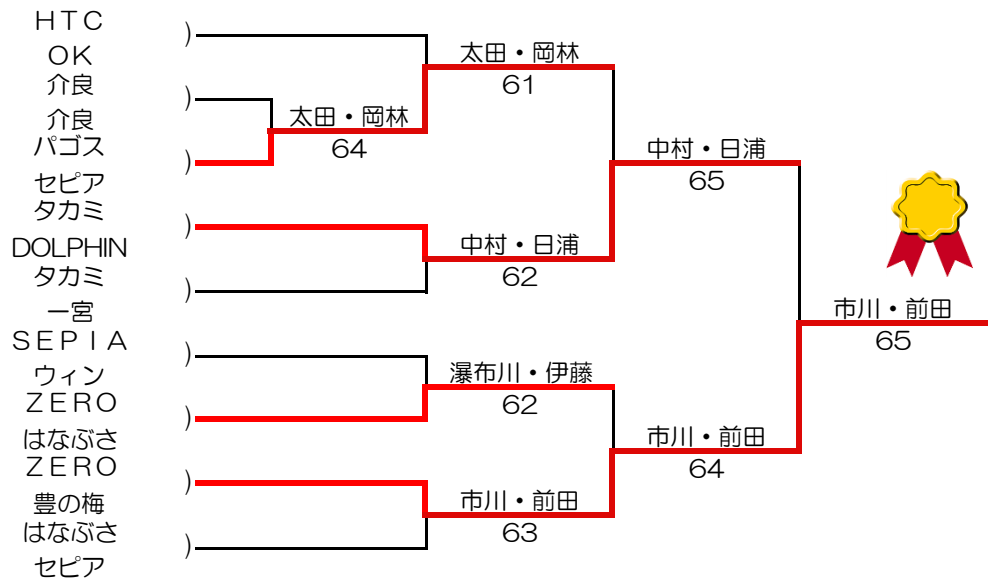 ＨＴＣ
)
ＯＫ
太田・岡林
61
介良
)
介良
太田・岡林
64
パゴス
)
セピア
中村・日浦
65
タカミ
)
DOLPHIN
中村・日浦
62
タカミ
)
一宮
市川・前田
65
ＳＥＰＩＡ
)
ウィン
瀑布川・伊藤
62
ＺＥＲＯ
)
はなぶさ
市川・前田
64
ＺＥＲＯ
)
豊の梅
市川・前田
63
はなぶさ
)
セピア